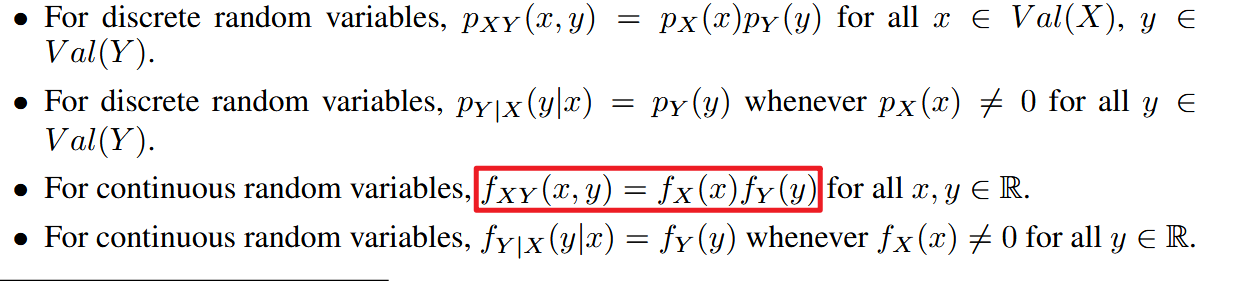 • For discrete random variables, p_{XY}(x, y) = p_X(x)p_Y(y) for all x ∈ Val(X), y ∈
Val(Y).
• For discrete random variables, p_{Y|X}(y|x) = p_Y(y) whenever p_X(x) ≠ 0 for all y ∈
Val(Y).
• For continuous random variables, f_{XY}(x, y) = f_X(x)f_Y(y) for all x, y ∈ ℝ.
• For continuous random variables, f_{Y|X}(y|x) = f_Y(y) whenever f_X(x) ≠ 0 for all y ∈ ℝ.